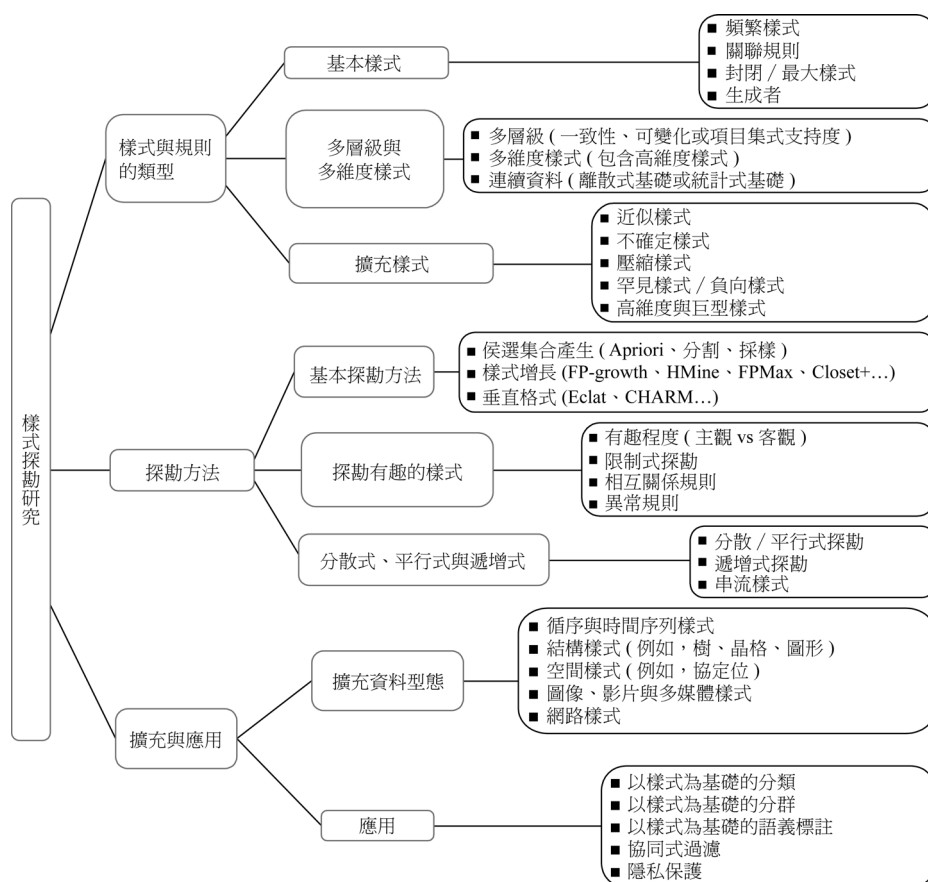 樣式探勘研究
樣式與規則
的類型
基本樣式
■ 頻繁樣式
■ 關聯規則
■ 封閉 / 最大樣式
■ 生成者
多層級與
多維度樣式
■ 多層級 ( 一致性、可變化或項目集式支持度 )
■ 多維度樣式 ( 包含高維度樣式 )
■ 連續資料 ( 離散式基礎或統計式基礎 )
擴充樣式
■ 近似樣式
■ 不確定樣式
■ 壓縮樣式
■ 罕見樣式 / 負向樣式
■ 高維度與巨型樣式
探勘方法
基本探勘方法
■ 侯選集合產生 ( Apriori、分割、採樣 )
■ 樣式增長 (FP-growth、HMine、FPMax、Closet+…)
■ 垂直格式 (Eclat、CHARM…)
探勘有趣的樣式
■ 有趣程度 ( 主觀 vs 客觀 )
■ 限制式探勘
■ 相互關係規則
■ 異常規則
分散式、平行式與遞增式
■ 分散 / 平行式探勘
■ 遞增式探勘
■ 串流樣式
擴充與應用
擴充資料型態
■ 循序與時間序列樣式
■ 結構樣式 ( 例如，樹、晶格、圖形 )
■ 空間樣式 ( 例如，協定位 )
■ 圖像、影片與多媒體樣式
■ 網路樣式
應用
■ 以樣式為基礎的分類
■ 以樣式為基礎的分群
■ 以樣式為基礎的語義標註
■ 協同式過濾
■ 隱私保護